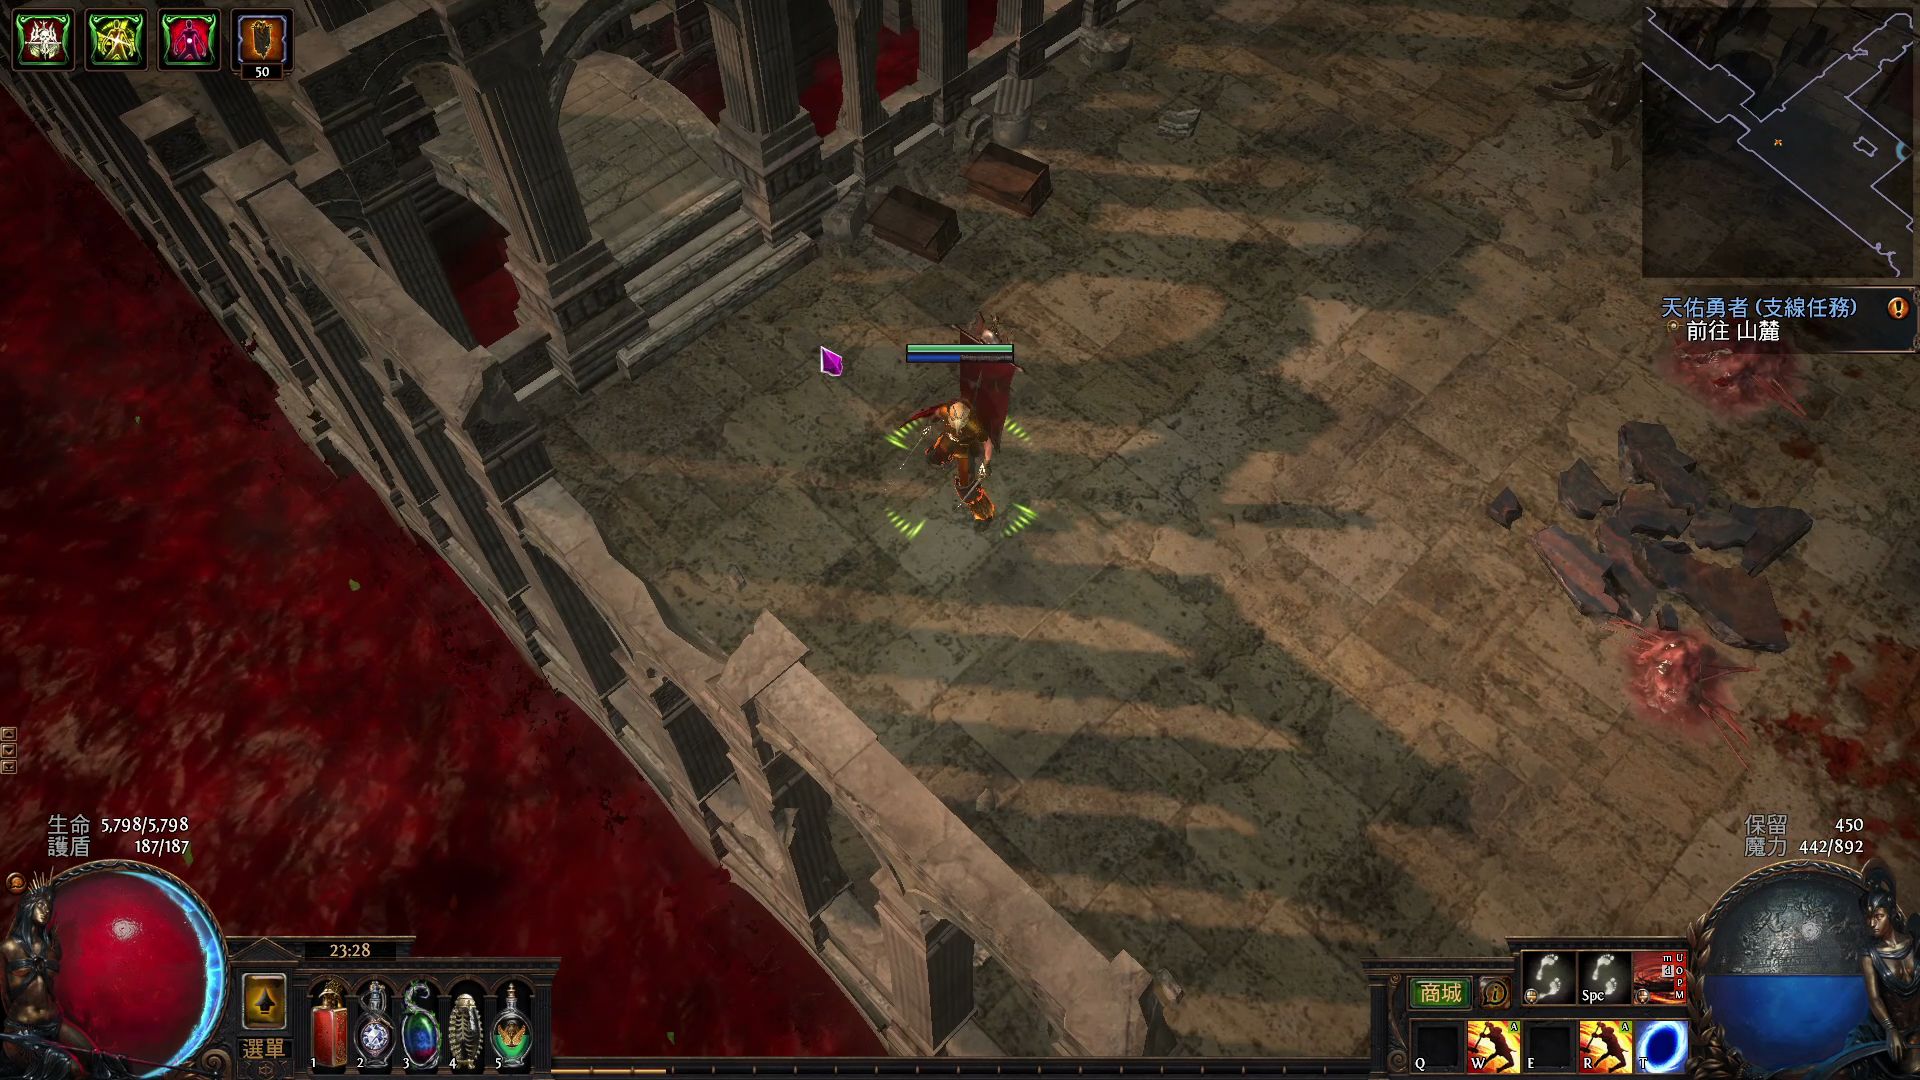 50
天佑勇者 (支線任務)
前往 山麓
生命 5,798/5,798
護盾 187/187
保留 450
魔力 442/892
23:28
選單
1
2
3
4
5
商城
Spc
Q
W
A
E
R
A
T